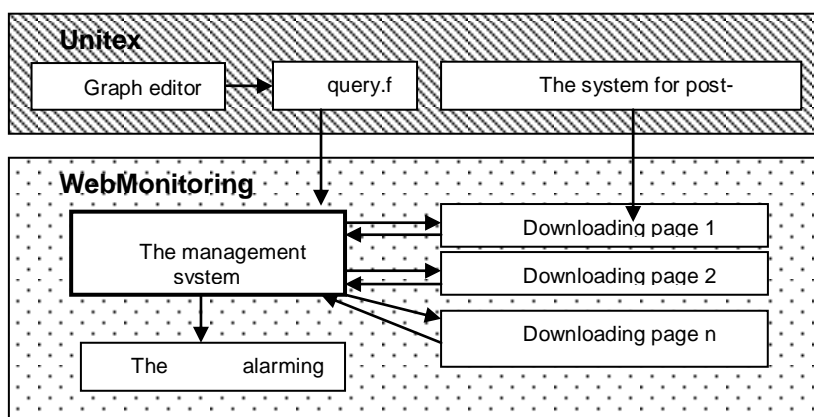 Unitex
Graph editor
query.f
The system for post-
WebMonitoring
The management
system
Downloading page 1
Downloading page 2
Downloading page n
The alarming